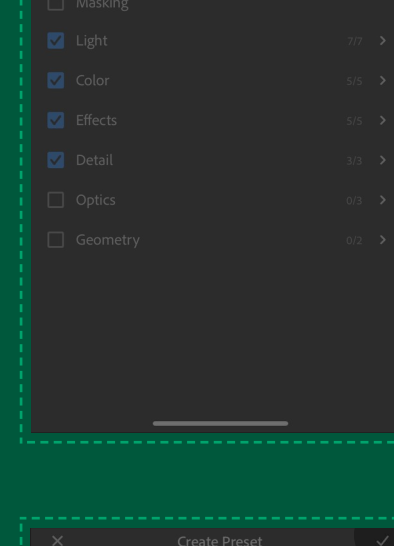 Masking
Light 7/7
Color 5/5
Effects 5/5
Detail 3/3
Optics 0/3
Geometry 0/2
Create Preset